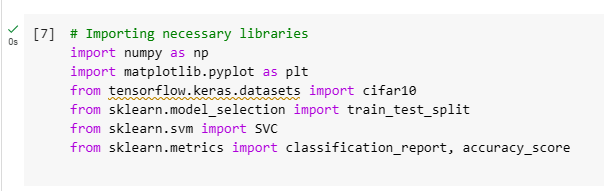 [7] # Importing necessary libraries
import numpy as np
import matplotlib.pyplot as plt
from tensorflow.keras.datasets import cifar10
0s
from sklearn.model_selection import train_test_split
from sklearn.svm import SVC
from sklearn.metrics import classification_report, accuracy_score